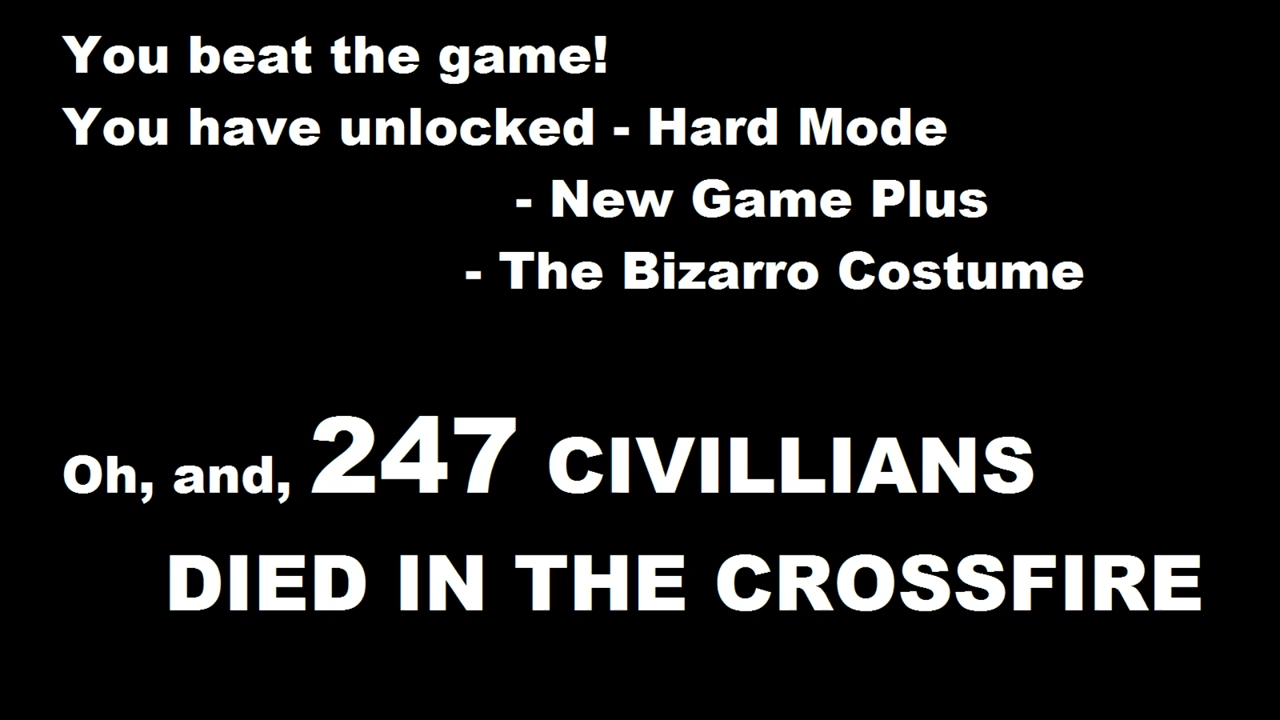 You beat the game!
You have unlocked - Hard Mode
- New Game Plus
- The Bizarro Costume
Oh, and, 247 CIVILLIANS
DIED IN THE CROSSFIRE